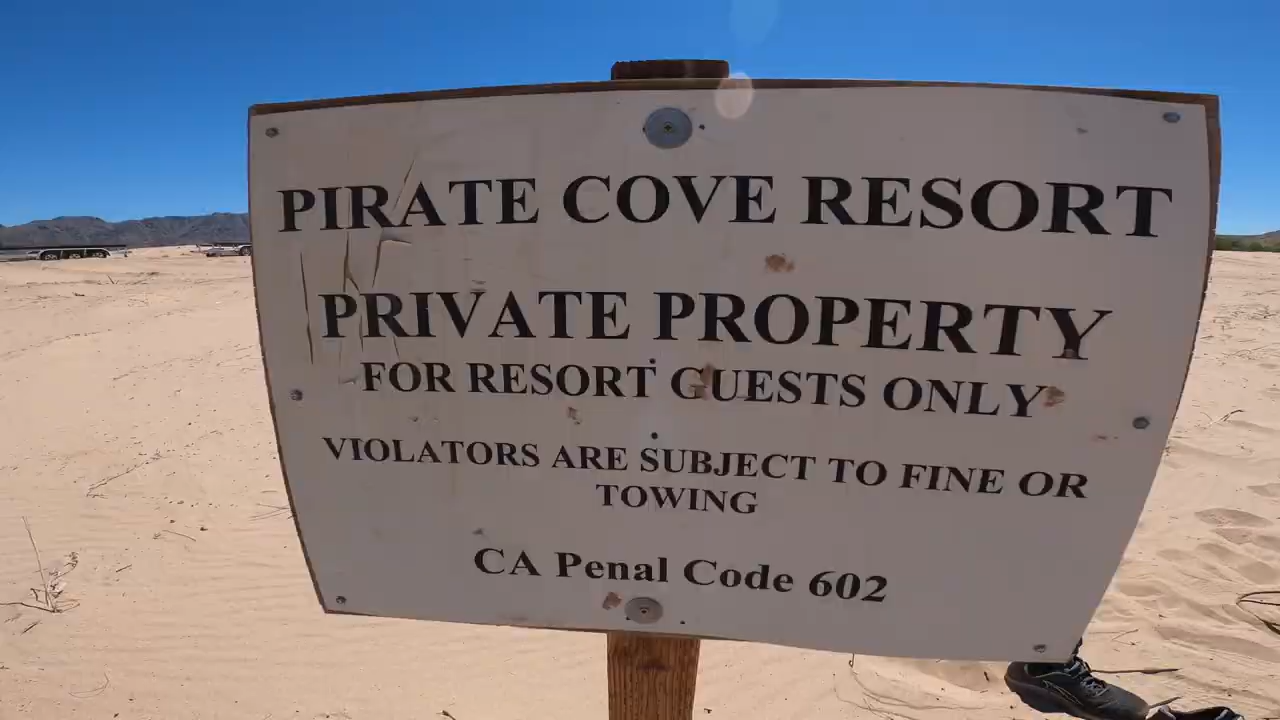 PIRATE COVE RESORT
PRIVATE PROPERTY
FOR RESORT GUESTS ONLY
VIOLATORS ARE SUBJECT TO FINE OR
TOWING
CA Penal Code 602